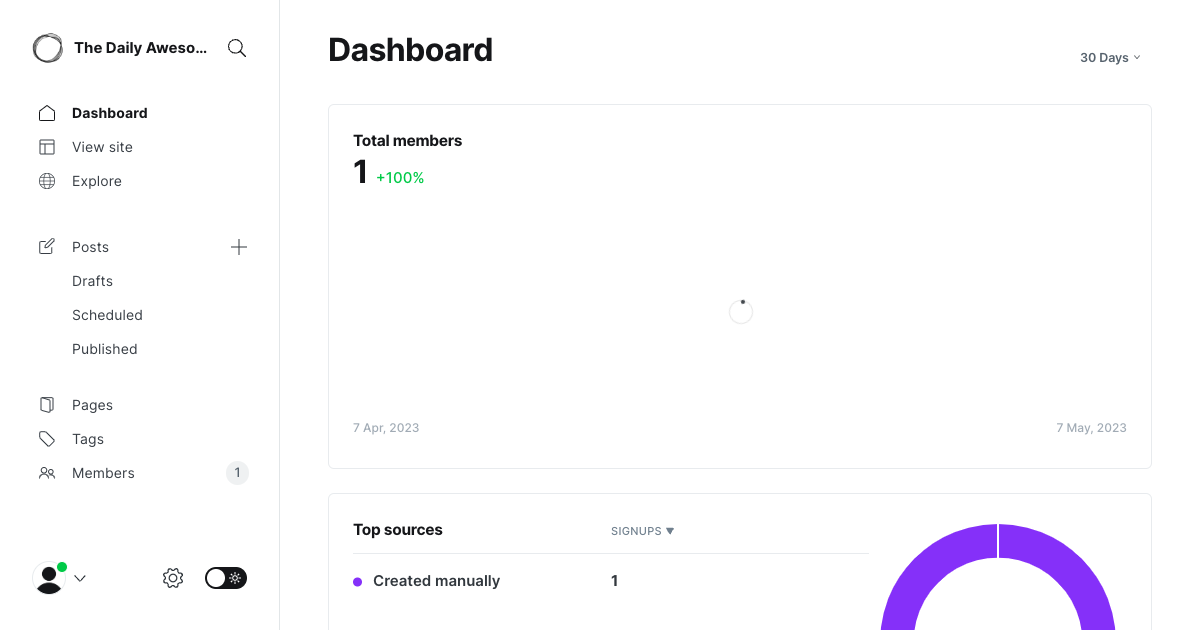 The Daily Aweso...
Dashboard
View site
Explore
Posts
Drafts
Scheduled
Published
Pages
Tags
Members 1
Dashboard
30 Days
Total members
1 +100%
7 Apr, 2023 7 May, 2023
Top sources SIGNUPS ▼
Created manually 1